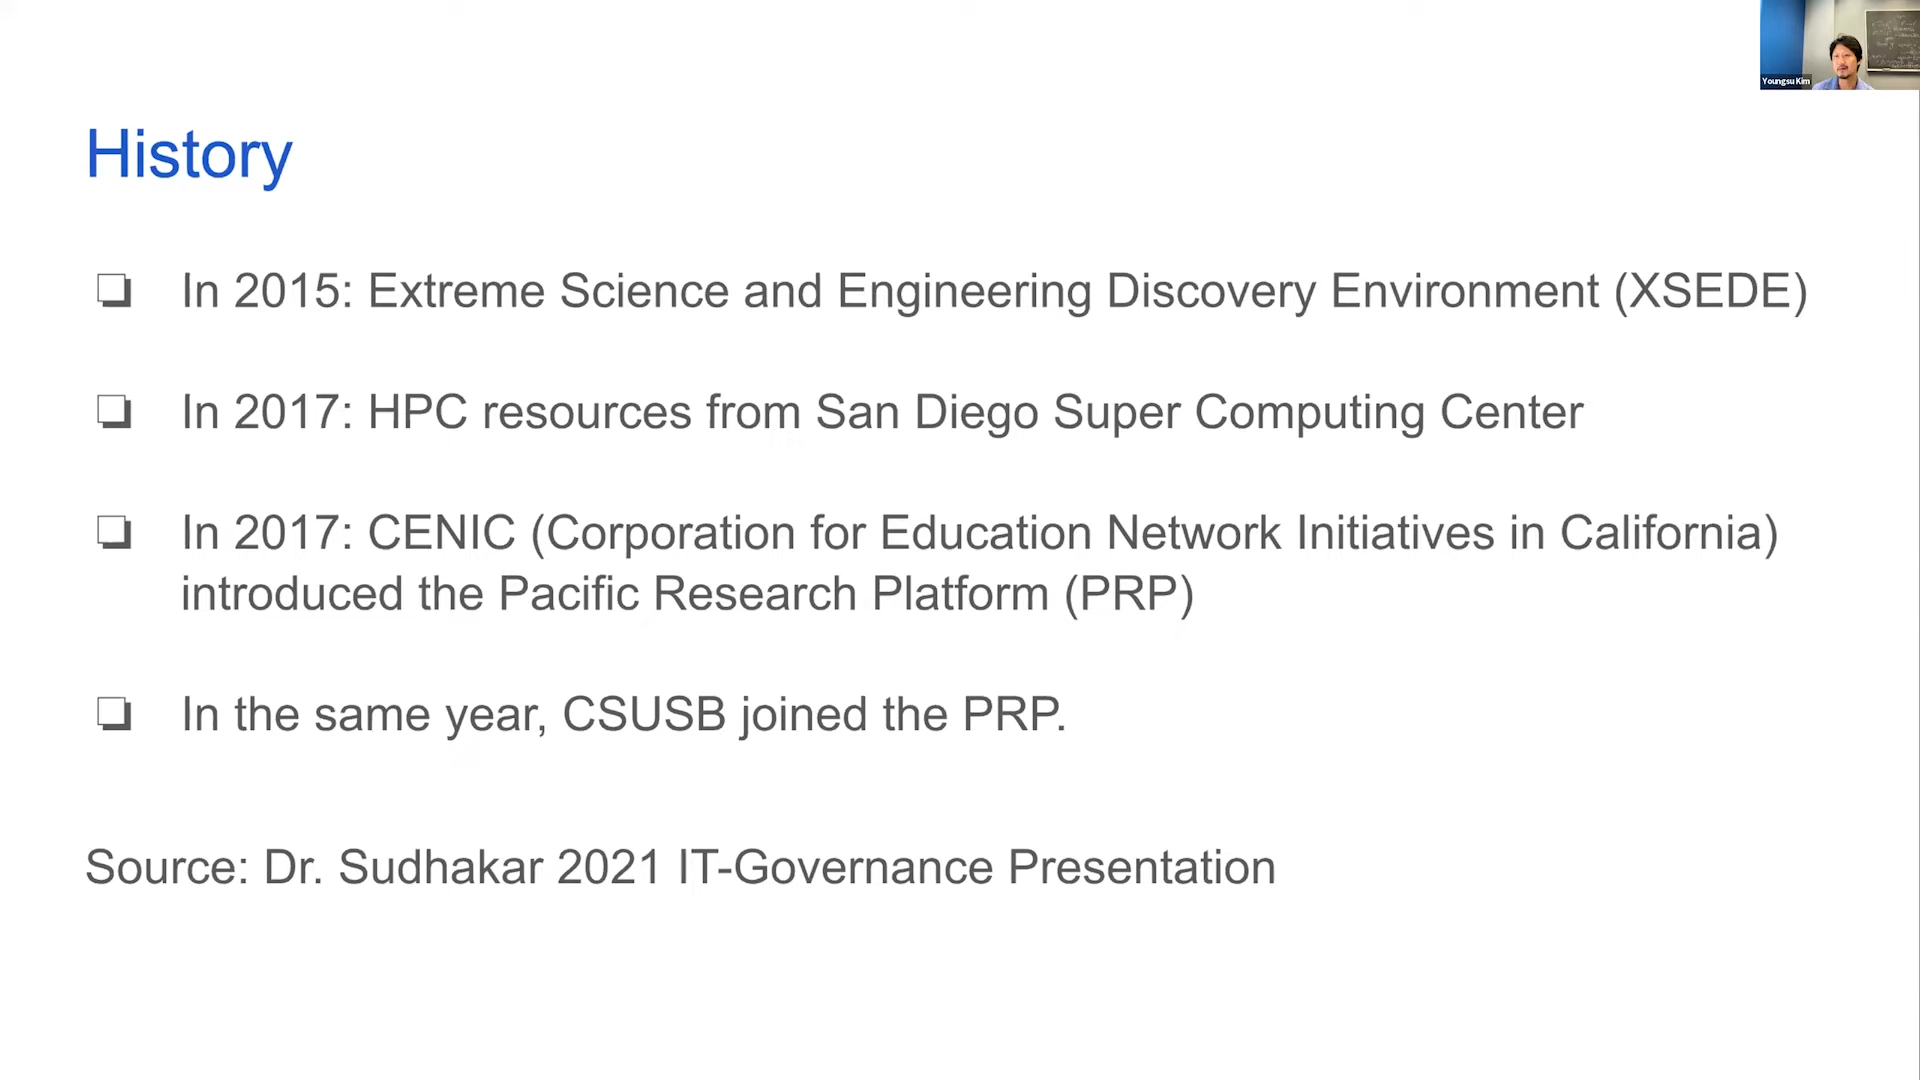 Youngsu Kim
History
In 2015: Extreme Science and Engineering Discovery Environment (XSEDE)
In 2017: HPC resources from San Diego Super Computing Center
In 2017: CENIC (Corporation for Education Network Initiatives in California)
introduced the Pacific Research Platform (PRP)
In the same year, CSUSB joined the PRP.
Source: Dr. Sudhakar 2021 IT-Governance Presentation